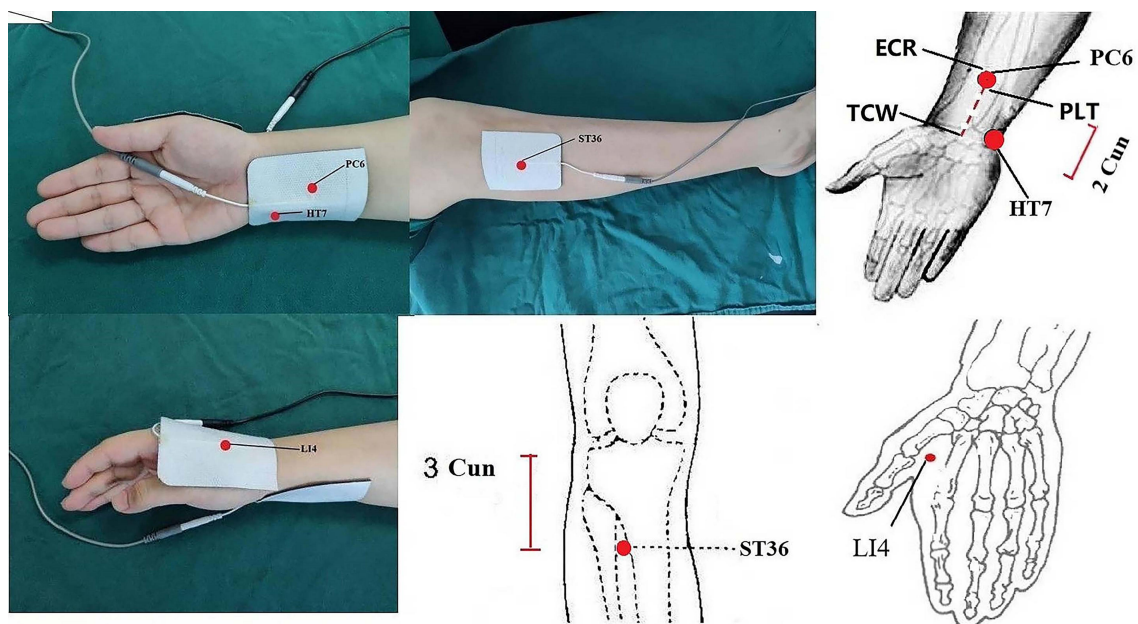 PC6
HT7
ST36
ECR
PC6
TCW
PLT
2 Cun
HT7
LI4
3 Cun
ST36
LI4